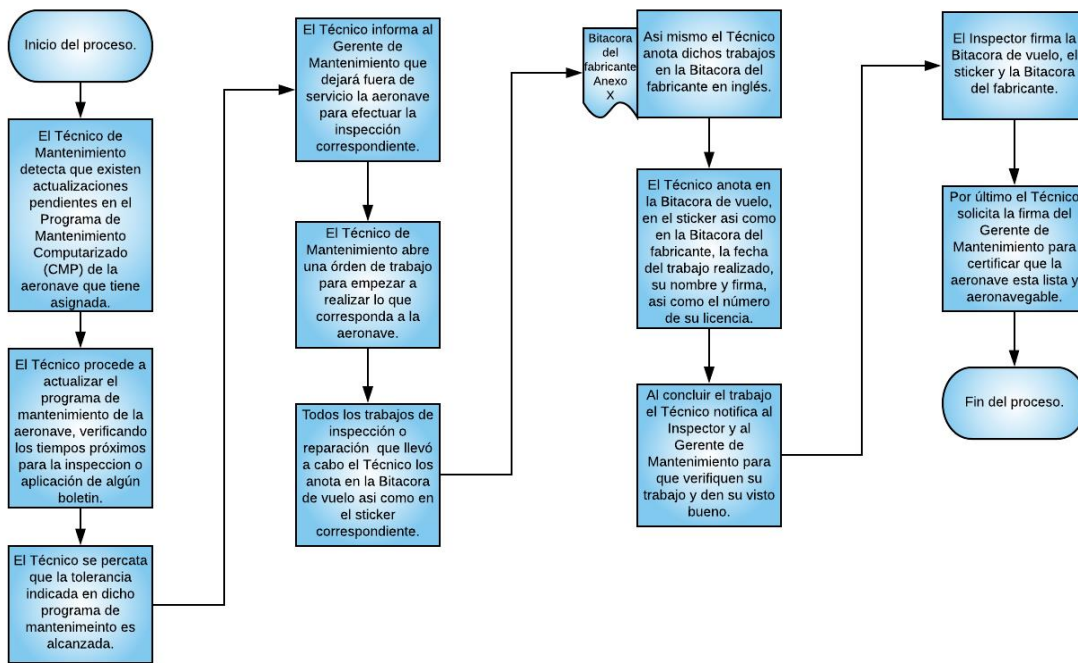 Inicio del proceso.
El Técnico de
Mantenimiento
detecta que existen
actualizaciones
pendientes en el
Programa de
Mantenimiento
Computarizado
(CMP) de la
aeronave que tiene
asignada.
El Técnico procede a
actualizar el
programa de
mantenimiento de la
aeronave, verificando
los tiempos próximos
para la inspeccion o
aplicación de algún
boletin.
El Técnico se percata
que la tolerancia
indicada en dicho
programa de
mantenimeinto es
alcanzada.
El Técnico informa al
Gerente de
Mantenimiento que
dejará fuera de
servicio la aeronave
para efectuar la
inspección
correspondiente.
El Técnico de
Mantenimiento abre
una órden de trabajo
para empezar a
realizar lo que
corresponda a la
aeronave.
Todos los trabajos de
inspección o
reparación que llevó
a cabo el Técnico los
anota en la Bitacora
de vuelo asi como en
el sticker
correspondiente.
Bitacora
del
fabricante
Anexo
X
Asi mismo el Técnico
anota dichos trabajos
en la Bitacora del
fabricante en inglés.
El Técnico anota en
la Bitacora de vuelo,
en el sticker asi como
en la Bitacora del
fabricante, la fecha
del trabajo realizado,
su nombre y firma,
asi como el número
de su licencia.
Al concluir el trabajo
el Técnico notifica al
Inspector y al
Gerente de
Mantenimiento para
que verifiquen su
trabajo y den su visto
bueno.
El Inspector firma la
Bitacora de vuelo, el
sticker y la Bitacora
del fabricante.
Por último el Técnico
solicita la firma del
Gerente de
Mantenimiento para
certificar que la
aeronave esta lista y
aeronavegable.
Fin del proceso.